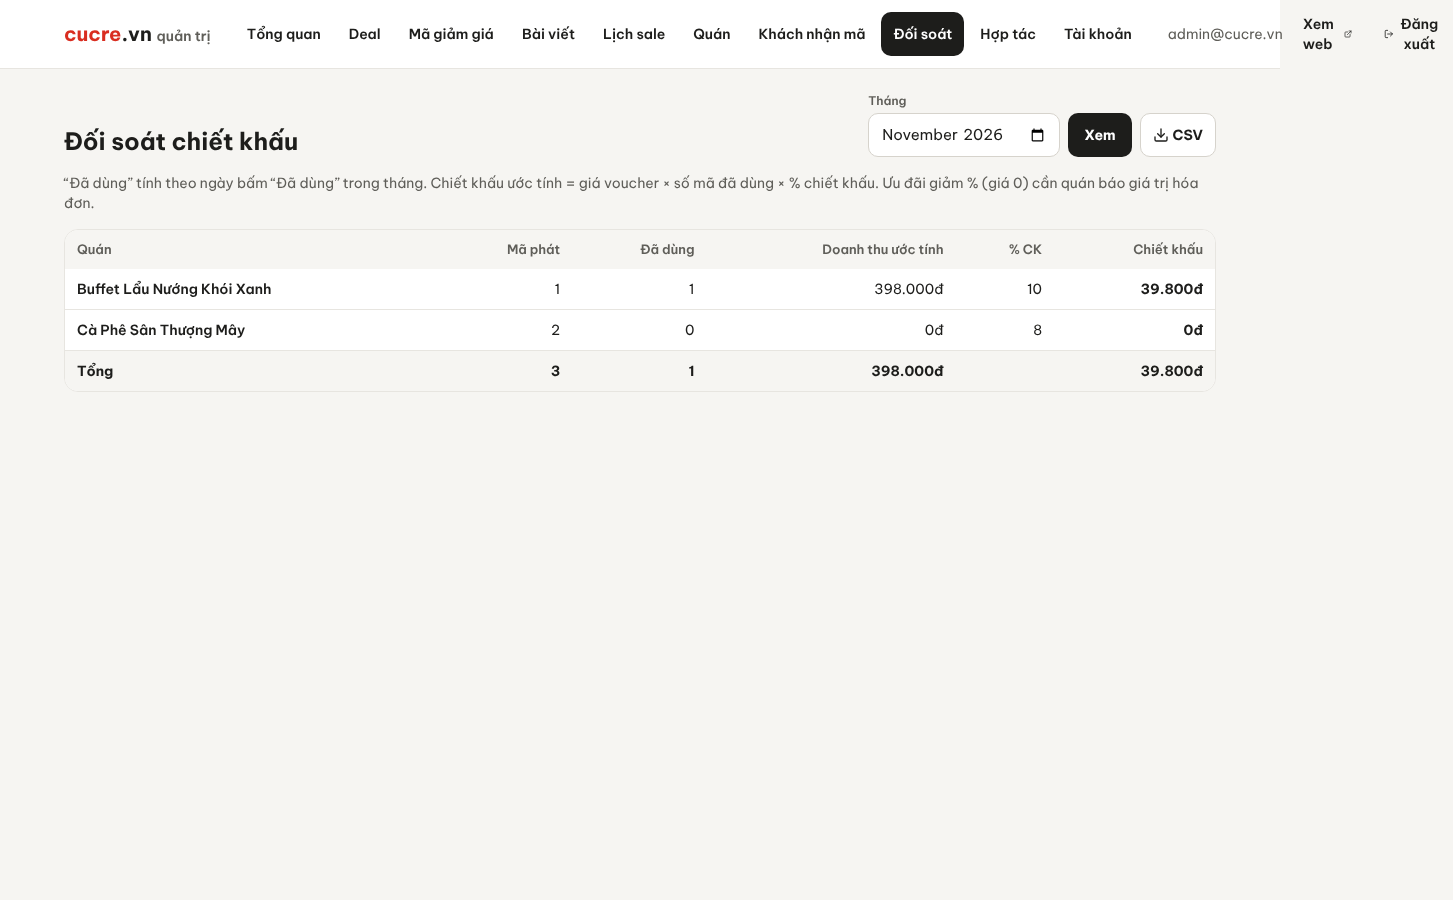 cucre.vn quản trị Tổng quan Deal Mã giảm giá Bài viết Lịch sale Quán Khách nhận mã Đối soát Hợp tác Tài khoản admin@cucre.vn Xem web Đăng xuất
Tháng
Đối soát chiết khấu November 2026 Xem CSV
“Đã dùng” tính theo ngày bấm “Đã dùng” trong tháng. Chiết khấu ước tính = giá voucher × số mã đã dùng × % chiết khấu. Ưu đãi giảm % (giá 0) cần quán báo giá trị hóa
đơn.
Quán Mã phát Đã dùng Doanh thu ước tính % CK Chiết khấu
Buffet Lẩu Nướng Khói Xanh 1 1 398.000đ 10 39.800đ
Cà Phê Sân Thượng Mây 2 0 0đ 8 0đ
Tổng 3 1 398.000đ 39.800đ